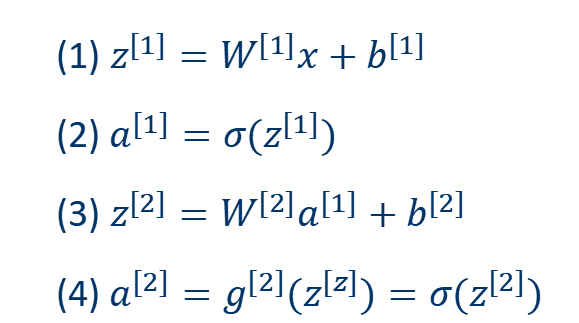 (1) z^[1] = W^[1]x + b^[1]
(2) a^[1] = σ(z^[1])
(3) z^[2] = W^[2]a^[1] + b^[2]
(4) a^[2] = g^[2](z^[z]) = σ(z^[2])